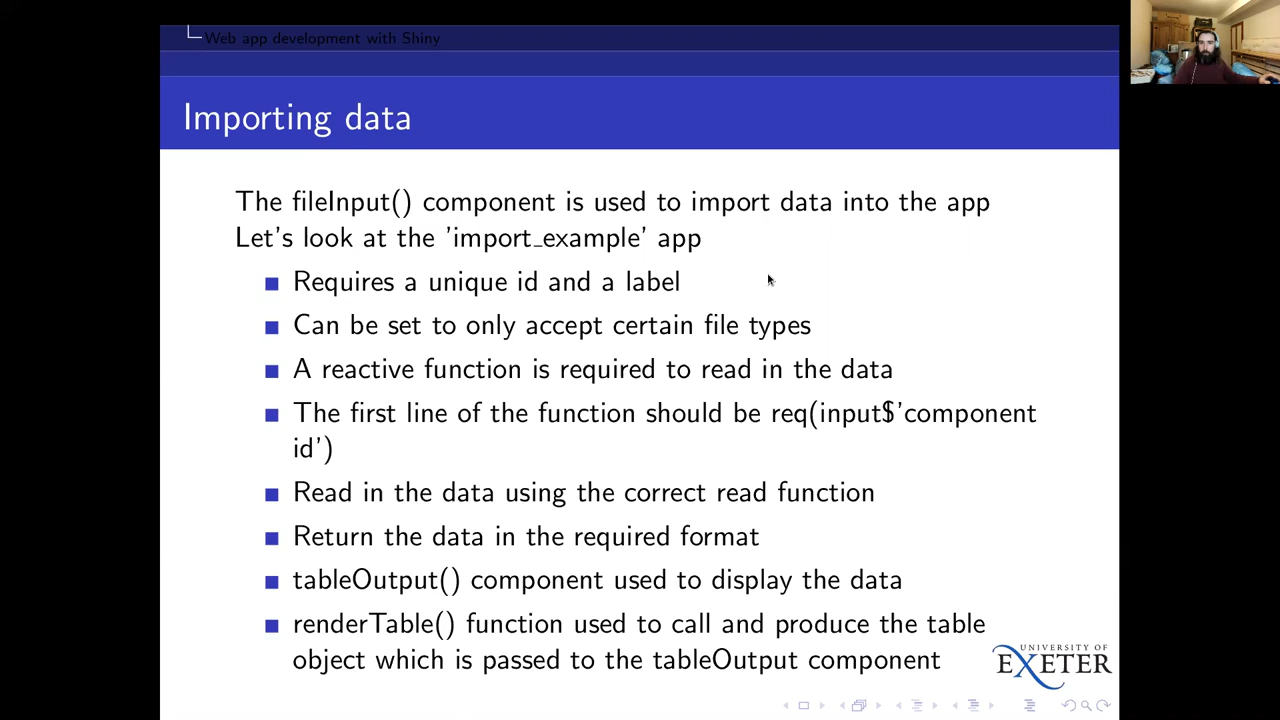 Web app development with Shiny
Importing data
The fileInput() component is used to import data into the app
Let's look at the 'import_example' app
Requires a unique id and a label
Can be set to only accept certain file types
A reactive function is required to read in the data
The first line of the function should be req(input$'component
id')
Read in the data using the correct read function
Return the data in the required format
tableOutput() component used to display the data
renderTable() function used to call and produce the table
object which is passed to the tableOutput component
UNIVERSITY OF
EXETER